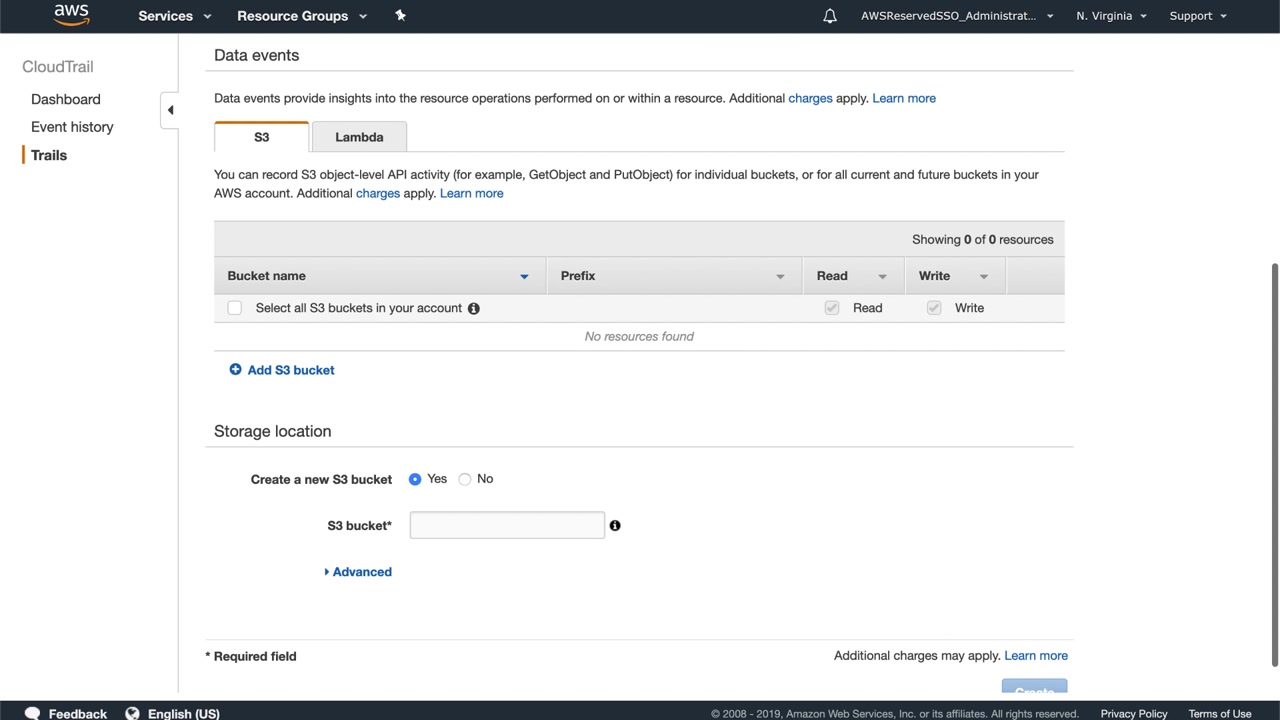 aws Services Resource Groups AWSReservedSSO_Administrat... N. Virginia Support
CloudTrail
Dashboard
Event history
Trails
Data events
Data events provide insights into the resource operations performed on or within a resource. Additional charges apply. Learn more
S3 Lambda
You can record S3 object-level API activity (for example, GetObject and PutObject) for individual buckets, or for all current and future buckets in your
AWS account. Additional charges apply. Learn more
Showing 0 of 0 resources
Bucket name Prefix Read Write
Select all S3 buckets in your account Read Write
No resources found
Add S3 bucket
Storage location
Create a new S3 bucket Yes No
S3 bucket*
Advanced
* Required field Additional charges may apply. Learn more
Create
Feedback English (US) © 2008 - 2019, Amazon Web Services, Inc. or its affiliates. All rights reserved. Privacy Policy Terms of Use